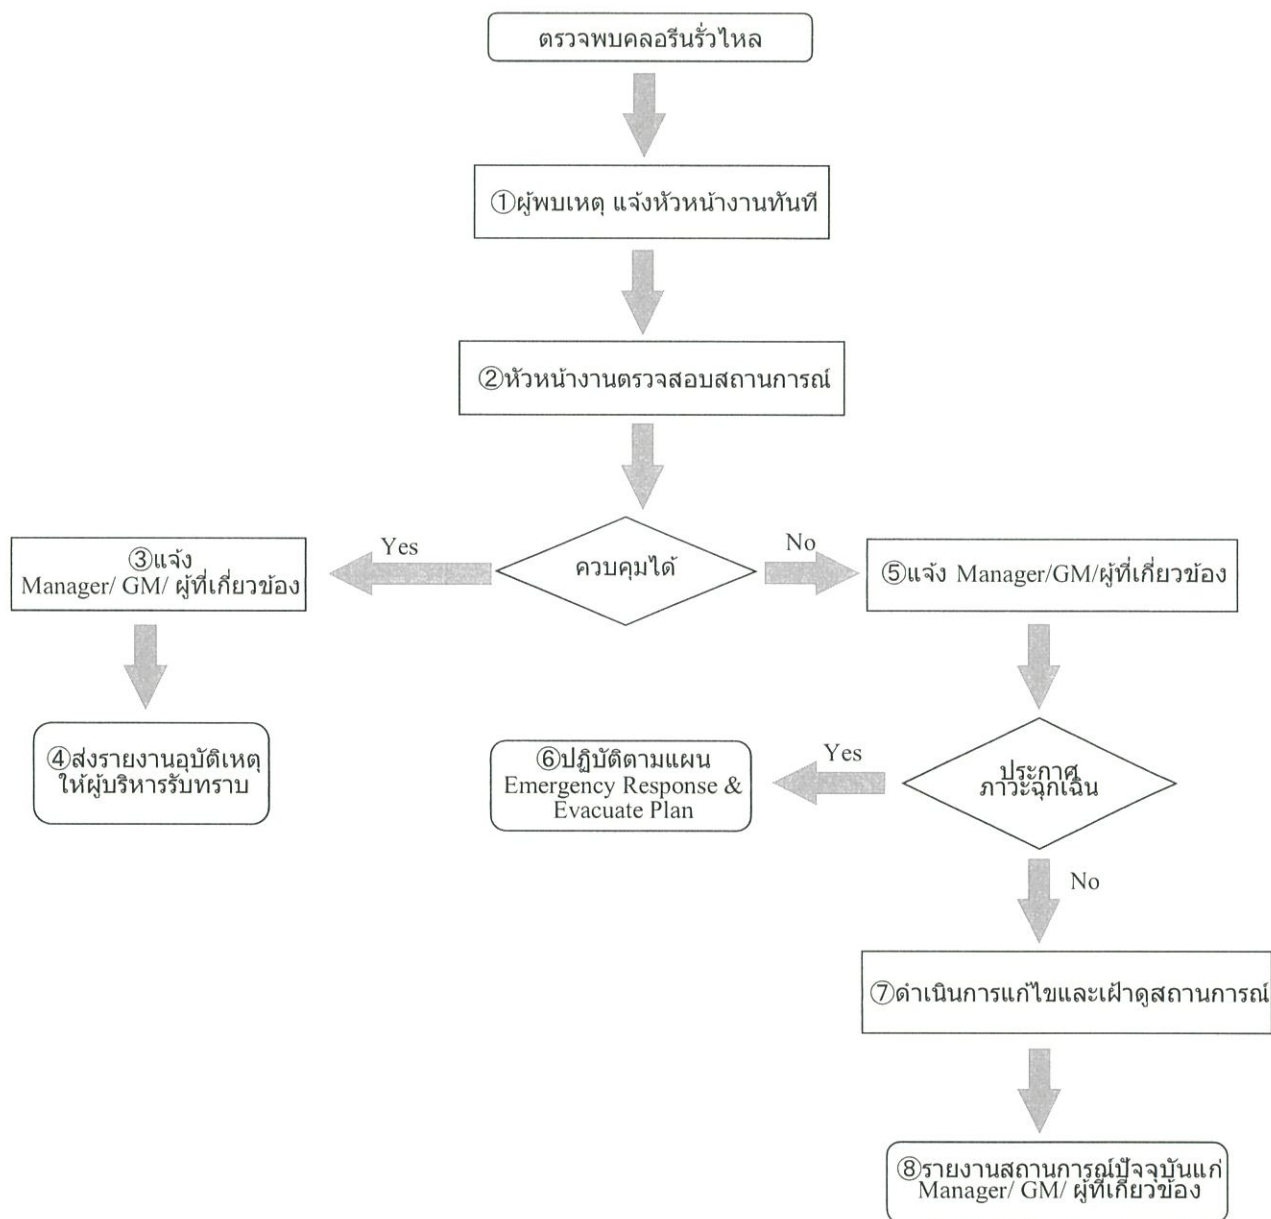 ตรวจพบคลอรีนรั่วไหล
①ผู้พบเหตุ แจ้งหัวหน้างานทันที
②หัวหน้างานตรวจสอบสถานการณ์
Yes
ควบคุมได้
No
③แจ้ง
Manager/ GM/ ผู้ที่เกี่ยวข้อง
⑤แจ้ง Manager/GM/ผู้ที่เกี่ยวข้อง
④ส่งรายงานอุบัติเหตุ
ให้ผู้บริหารรับทราบ
⑥ปฏิบัติตามแผน
Emergency Response &
Evacuate Plan
Yes
ประกาศ
ภาวะฉุกเฉิน
No
⑦ดำเนินการแก้ไขและเฝ้าดูสถานการณ์
⑧รายงานสถานการณ์ปัจจุบันแก่
Manager/ GM/ ผู้ที่เกี่ยวข้อง